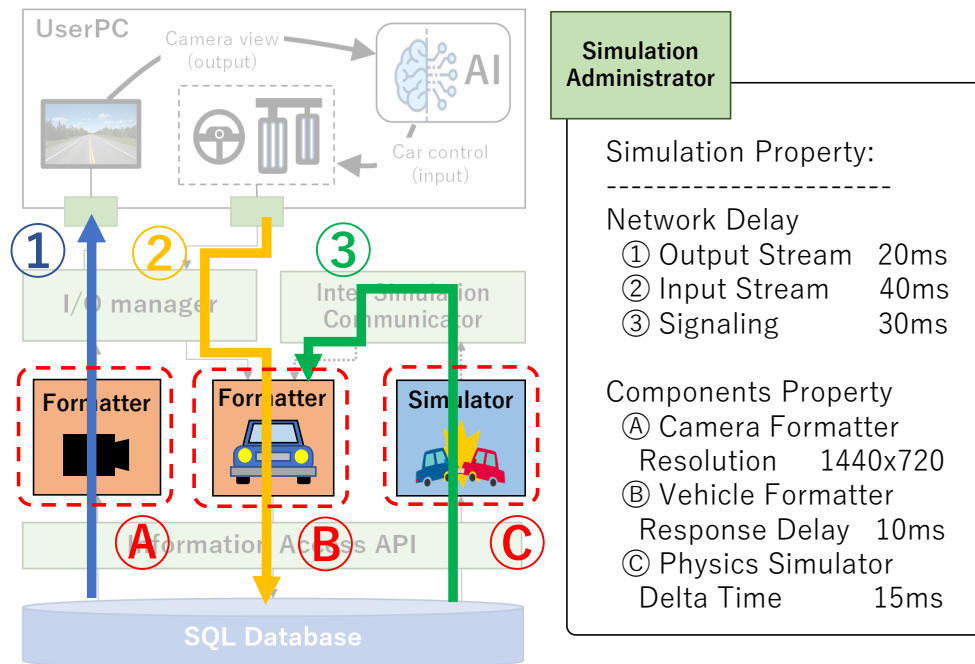 UserPC
Camera view
(output)
AI
Car control
(input)
①
②
③
I/O manager
Inter Simulation
Communicator
Formatter
Formatter
Simulator
Ⓐ
Ⓑ
Ⓒ
Information Access API
SQL Database
Simulation
Administrator
Simulation Property:
-----------------------
Network Delay
① Output Stream 20ms
② Input Stream 40ms
③ Signaling 30ms
Components Property
Ⓐ Camera Formatter
Resolution 1440x720
Ⓑ Vehicle Formatter
Response Delay 10ms
Ⓒ Physics Simulator
Delta Time 15ms